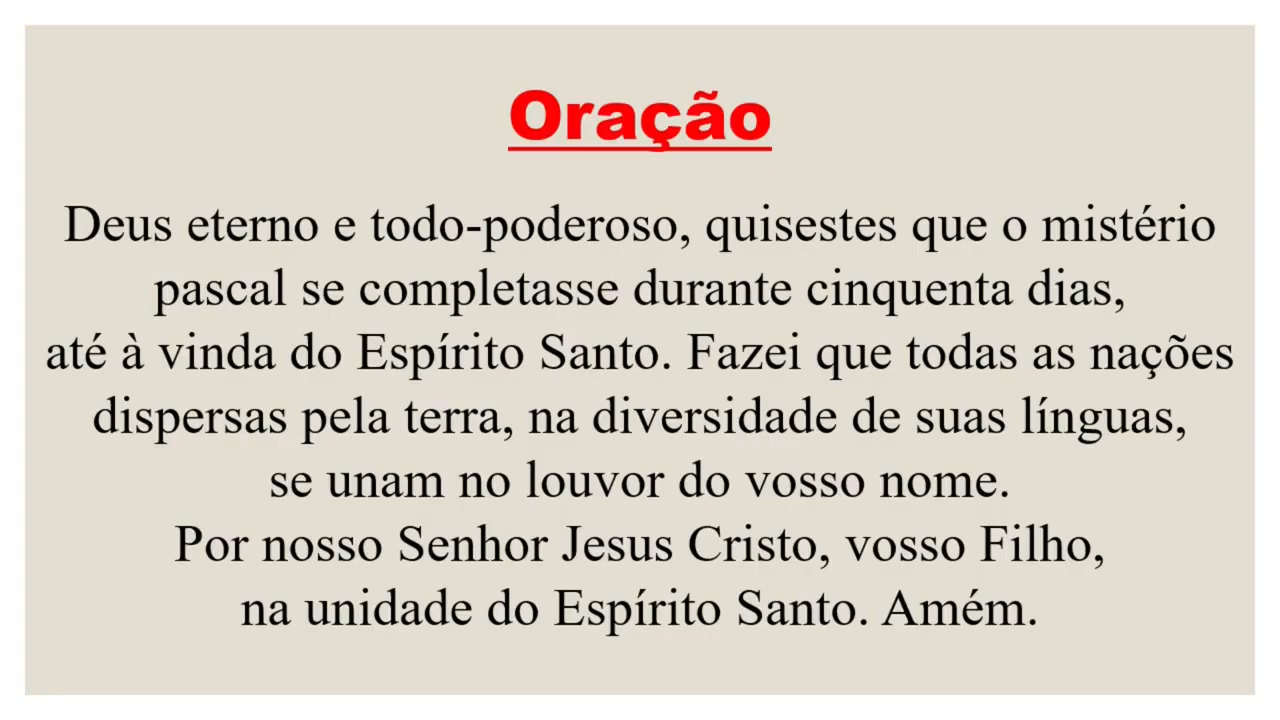 Oração
Deus eterno e todo-poderoso, quisestes que o mistério
pascal se completasse durante cinquenta dias,
até à vinda do Espírito Santo. Fazei que todas as nações
dispersas pela terra, na diversidade de suas línguas,
se unam no louvor do vosso nome.
Por nosso Senhor Jesus Cristo, vosso Filho,
na unidade do Espírito Santo. Amém.